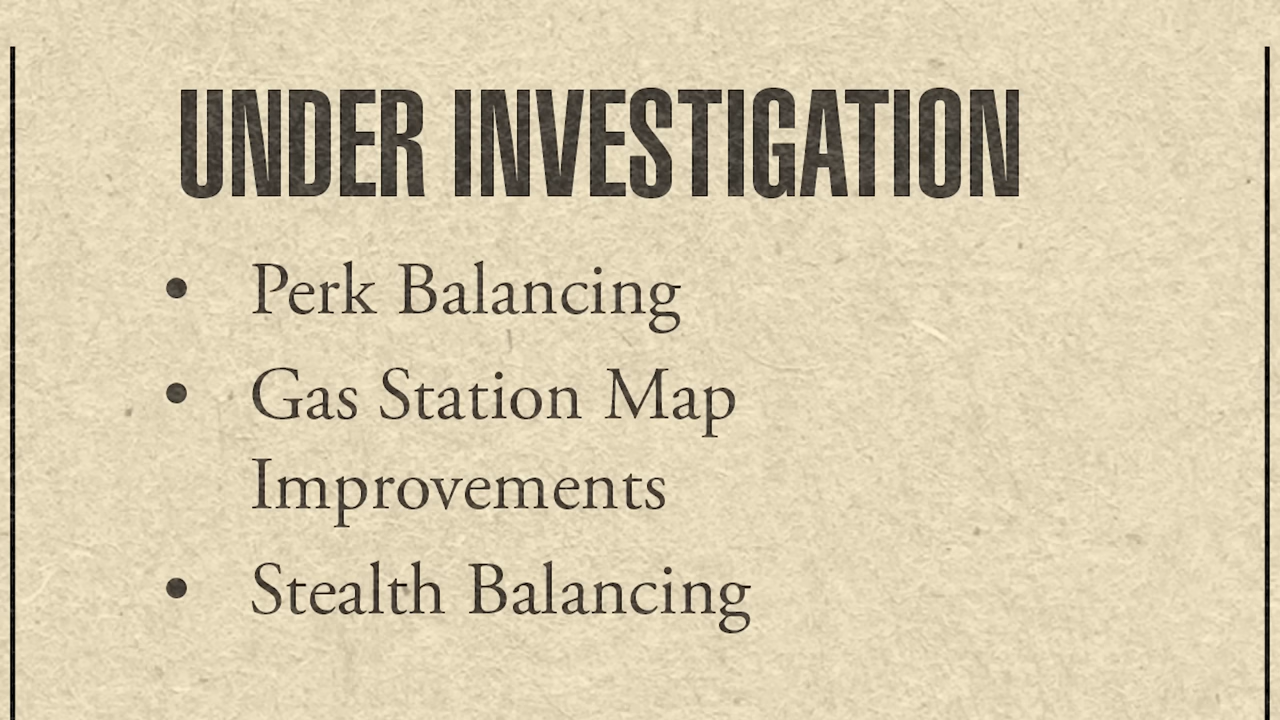 UNDER INVESTIGATION
• Perk Balancing
• Gas Station Map
Improvements
• Stealth Balancing